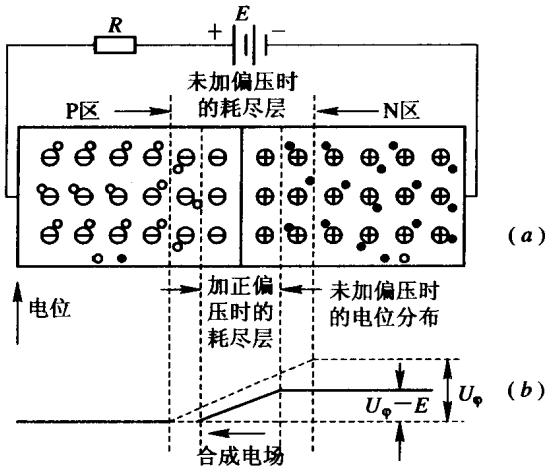 R
+ E −
未加偏压时
的耗尽层
P区
N区
(a)
加正偏
压时的
耗尽层
未加偏压时
的电位分布
电位
Uφ
Uφ−E
(b)
合成电场